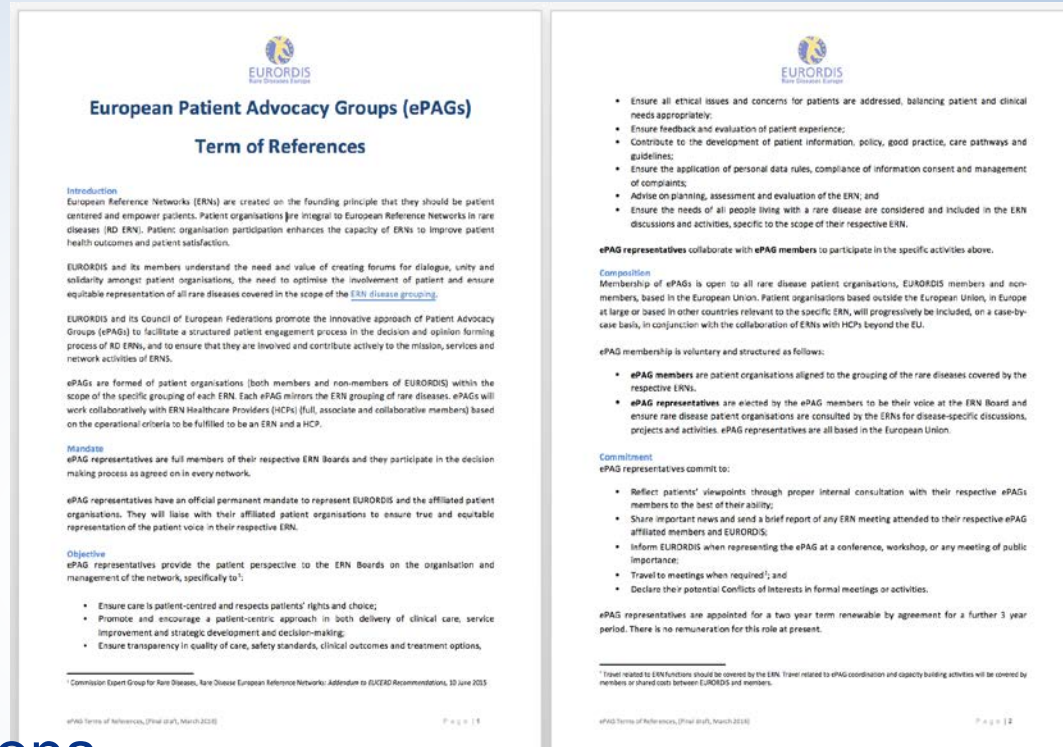 EURORDIS
Rare Diseases Europe
European Patient Advocacy Groups (ePAGs)
Term of References
Introduction
European Reference Networks (ERNs) are created on the founding principle that they should be patient
centered and empower patients. Patient organisations are integral to European Reference Networks in rare
diseases (RD ERN). Patient organisation participation enhances the capacity of ERNs to improve patient
health outcomes and patient satisfaction.
EURORDIS and its members understand the need and value of creating forums for dialogue, unity and
solidarity amongst patient organisations, the need to optimise the involvement of patient and ensure
equitable representation of all rare diseases covered in the scope of the ERN disease grouping.
EURORDIS and its Council of European Federations promote the innovative approach of Patient Advocacy
Groups (ePAGs) to facilitate a structured patient engagement process in the decision and opinion forming
process of RD ERNs, and to ensure that they are involved and contribute actively to the mission, services and
network activities of ERNS.
ePAGs are formed of patient organisations (both members and non-members of EURORDIS) within the
scope of the specific grouping of each ERN. Each ePAG mirrors the ERN grouping of rare diseases. ePAGs will
work collaboratively with ERN Healthcare Providers (HCPs) (full, associate and collaborative members) based
on the operational criteria to be fulfilled to be an ERN and a HCP.
Mandate
ePAG representatives are full members of their respective ERN Boards and they participate in the decision
making process as agreed on in every network.
ePAG representatives have an official permanent mandate to represent EURORDIS and the affiliated patient
organisations. They will liaise with their affiliated patient organisations to ensure true and equitable
representation of the patient voice in their respective ERN.
Objective
ePAG representatives provide the patient perspective to the ERN Boards on the organisation and
management of the network, specifically to¹:
• Ensure care is patient-centred and respects patients' rights and choice;
• Promote and encourage a patient-centric approach in both delivery of clinical care, service
improvement and strategic development and decision-making;
• Ensure transparency in quality of care, safety standards, clinical outcomes and treatment options,
¹ Commission Expert Group for Rare Diseases, Rare Disease European Reference Networks: Addendum to EUCERD Recommendations, 10 June 2015
ePAG Terms of References, (Final draft, March 2016)
Page | 1
EURORDIS
Rare Diseases Europe
• Ensure all ethical issues and concerns for patients are addressed, balancing patient and clinical
needs appropriately;
• Ensure feedback and evaluation of patient experience;
• Contribute to the development of patient information, policy, good practice, care pathways and
guidelines;
• Ensure the application of personal data rules, compliance of information consent and management
of complaints;
• Advise on planning, assessment and evaluation of the ERN; and
• Ensure the needs of all people living with a rare disease are considered and included in the ERN
discussions and activities, specific to the scope of their respective ERN.
ePAG representatives collaborate with ePAG members to participate in the specific activities above.
Composition
Membership of ePAGs is open to all rare disease patient organisations, EURORDIS members and non-
members, based in the European Union. Patient organisations based outside the European Union, in Europe
at large or based in other countries relevant to the specific ERN, will progressively be included, on a case-by-
case basis, in conjunction with the collaboration of ERNs with HCPs beyond the EU.
ePAG membership is voluntary and structured as follows:
• ePAG members are patient organisations aligned to the grouping of the rare diseases covered by the
respective ERNs.
• ePAG representatives are elected by the ePAG members to be their voice at the ERN Board and
ensure rare disease patient organisations are consulted by the ERNs for disease-specific discussions,
projects and activities. ePAG representatives are all based in the European Union.
Commitment
ePAG representatives commit to:
• Reflect patients' viewpoints through proper internal consultation with their respective ePAGs
members to the best of their ability;
• Share important news and send a brief report of any ERN meeting attended to their respective ePAG
affiliated members and EURORDIS;
• Inform EURORDIS when representing the ePAG at a conference, workshop, or any meeting of public
importance;
• Travel to meetings when required²; and
• Declare their potential Conflicts of Interests in formal meetings or activities.
ePAG representatives are appointed for a two year term renewable by agreement for a further 3 year
period. There is no remuneration for this role at present.
² Travel related to ERN functions should be covered by the ERN. Travel related to ePAG coordination and capacity building activities will be covered by
members or shared costs between EURORDIS and members.
ePAG Terms of References, (Final draft, March 2016)
Page | 2